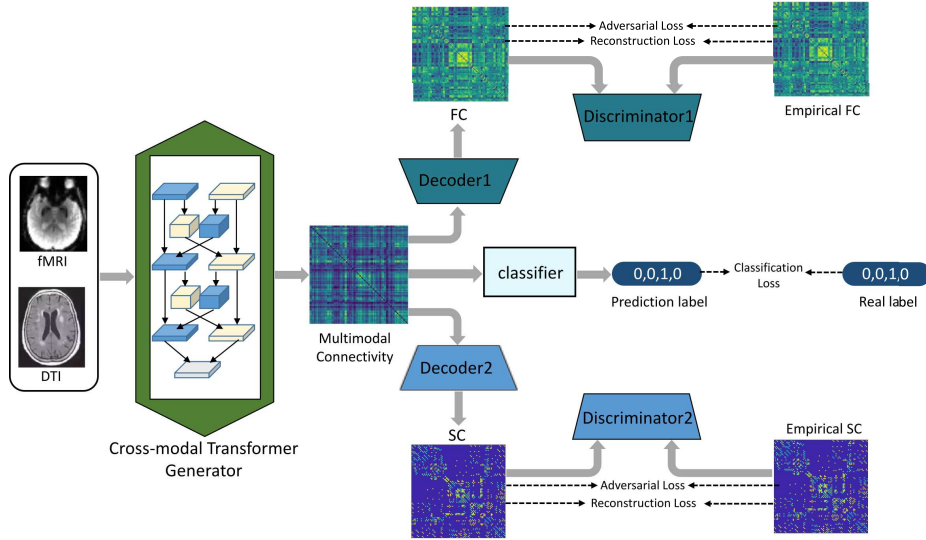 Adversarial Loss
Reconstruction Loss
FC
Discriminator1
Empirical FC
Decoder1
fMRI
classifier
0,0,1,0
Classification
Loss
0,0,1,0
Prediction label
Real label
Multimodal
Connectivity
DTI
Decoder2
Discriminator2
Cross-modal Transformer
Generator
SC
Empirical SC
Adversarial Loss
Reconstruction Loss